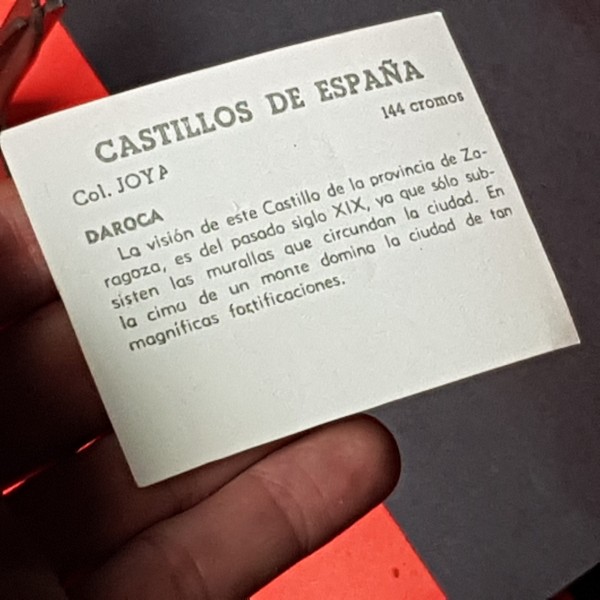 CASTILLOS DE ESPAÑA
144 cromos
Col. JOYA
DAROCA
La visión de este Castillo de la provincia de Za-
ragoza, es del pasado siglo XIX, ya que sólo sub-
sisten las murallas que circundan la ciudad. En
la cima de un monte domina la ciudad de tan
magníficas fortificaciones.